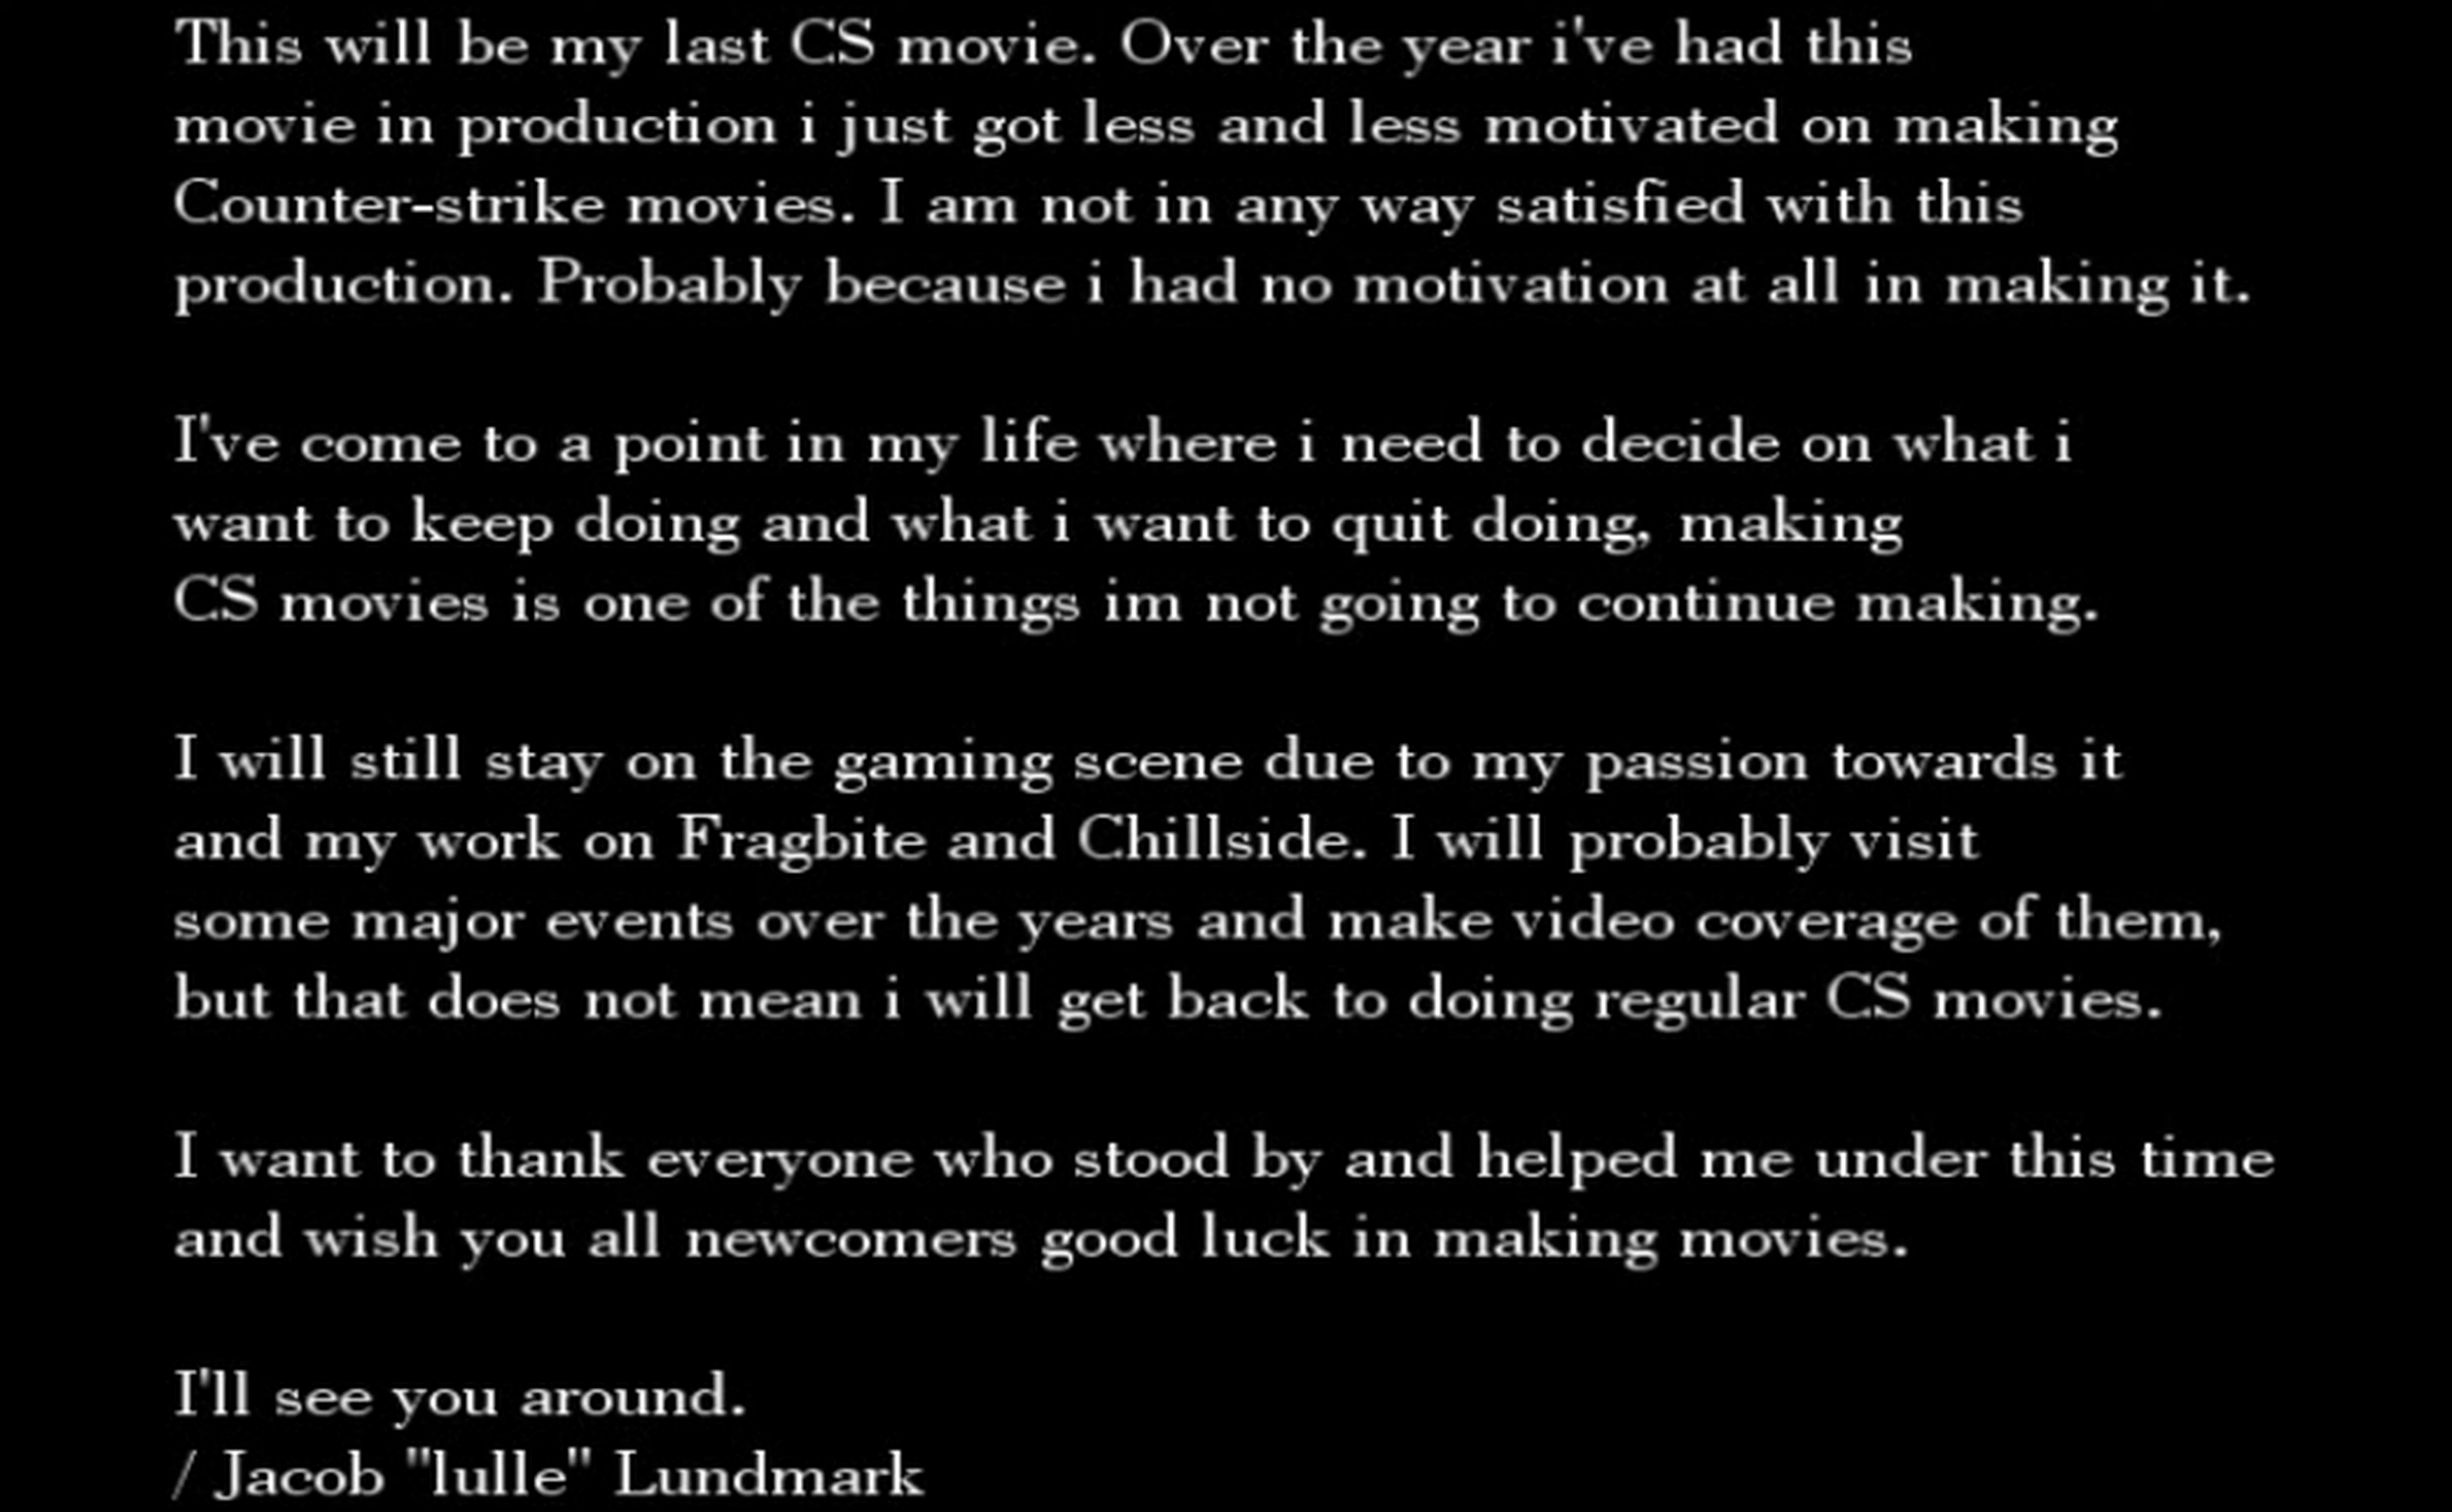 This will be my last CS movie. Over the year i've had this
movie in production i just got less and less motivated on making
Counter-strike movies. I am not in any way satisfied with this
production. Probably because i had no motivation at all in making it.
I've come to a point in my life where i need to decide on what i
want to keep doing and what i want to quit doing, making
CS movies is one of the things im not going to continue making.
I will still stay on the gaming scene due to my passion towards it
and my work on Fragbite and Chillside. I will probably visit
some major events over the years and make video coverage of them,
but that does not mean i will get back to doing regular CS movies.
I want to thank everyone who stood by and helped me under this time
and wish you all newcomers good luck in making movies.
I'll see you around.
/ Jacob "lulle" Lundmark